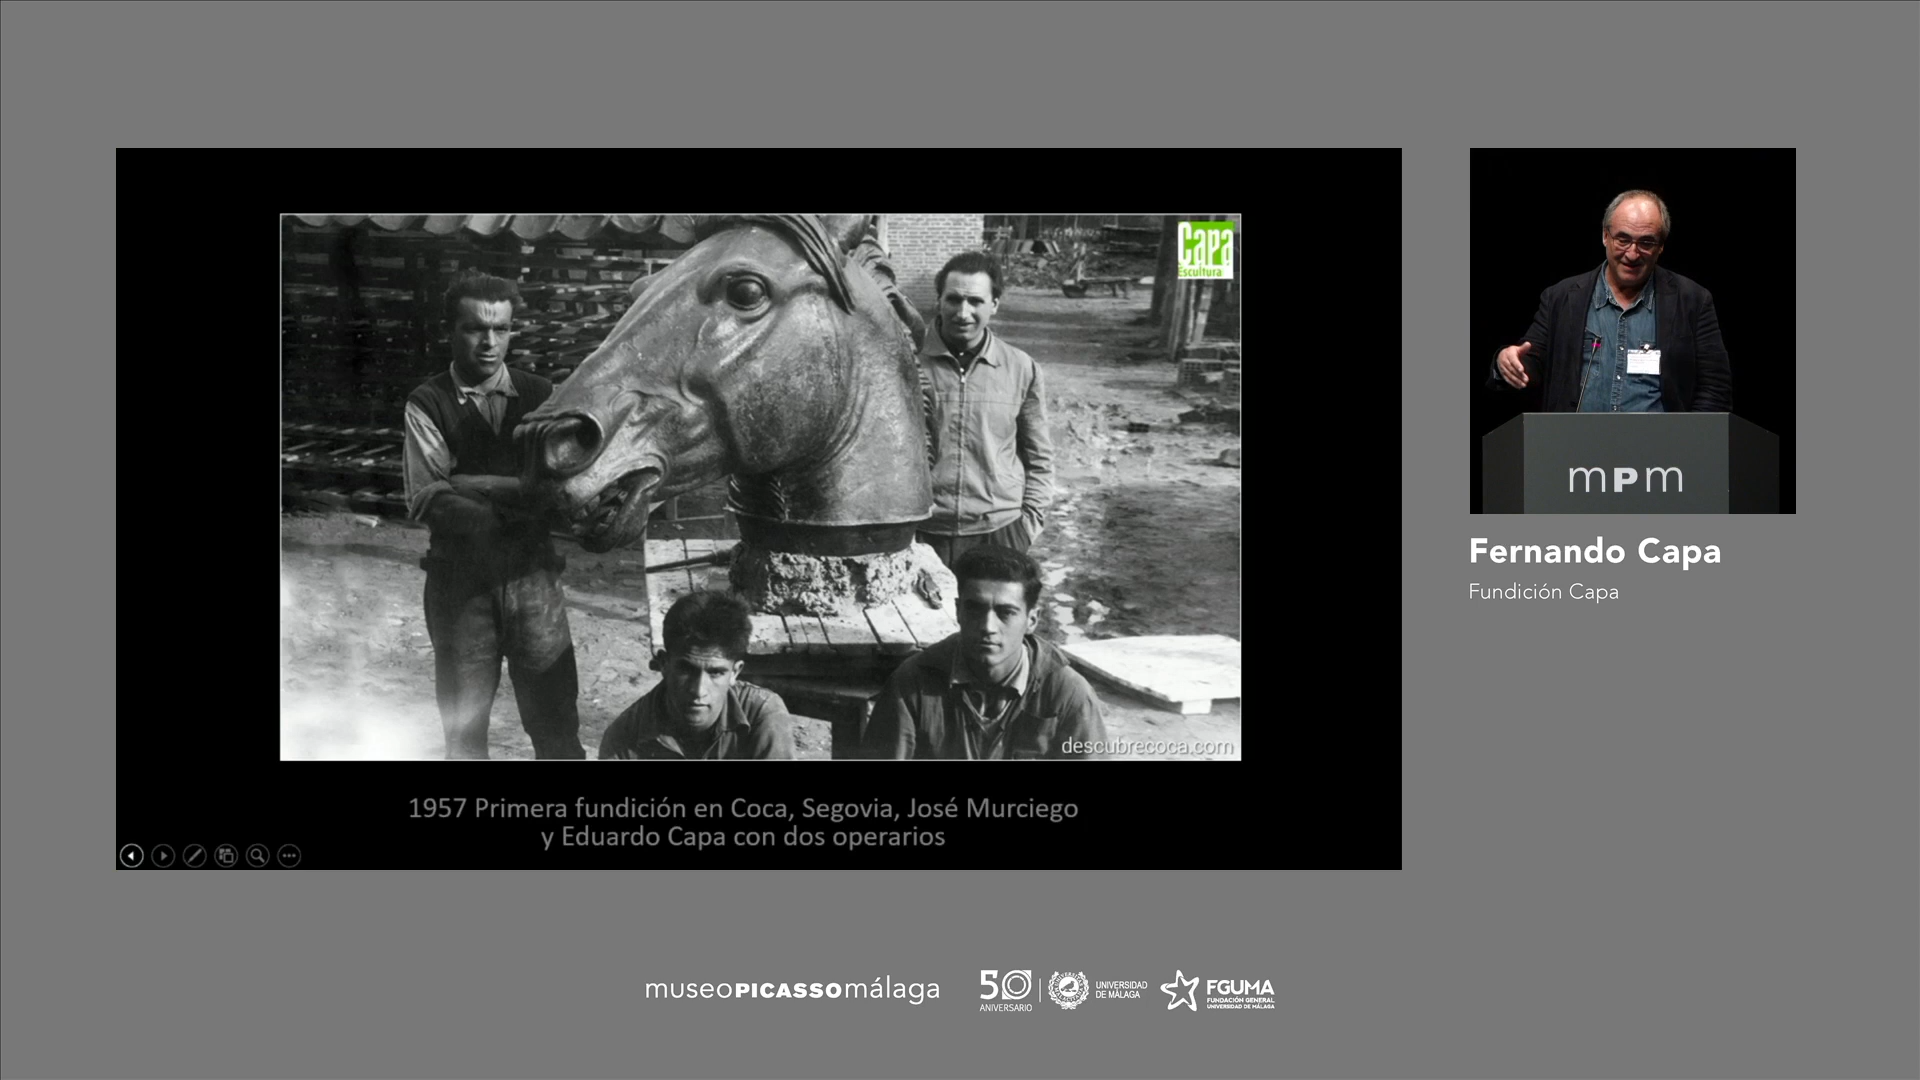 Capa
Escultura
descubrecoca.com
1957 Primera fundición en Coca, Segovia, José Murciego
y Eduardo Capa con dos operarios
mPm
Fernando Capa
Fundición Capa
museoPICASSOmálaga
50
ANIVERSARIO
UNIVERSIDAD
DE MÁLAGA
FGUMA
FUNDACIÓN GENERAL
UNIVERSIDAD DE MÁLAGA